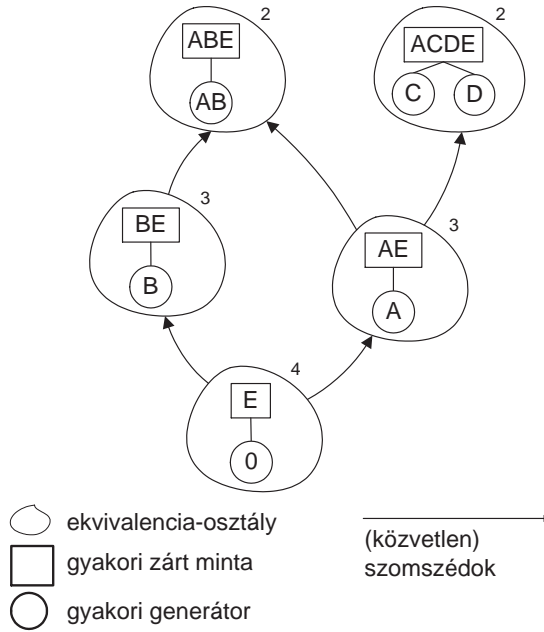 2
2
ABE
ACDE
AB
C
D
3
3
BE
AE
B
A
4
E
0
ekvivalencia-osztály
gyakori zárt minta
gyakori generátor
(közvetlen)
szomszédok